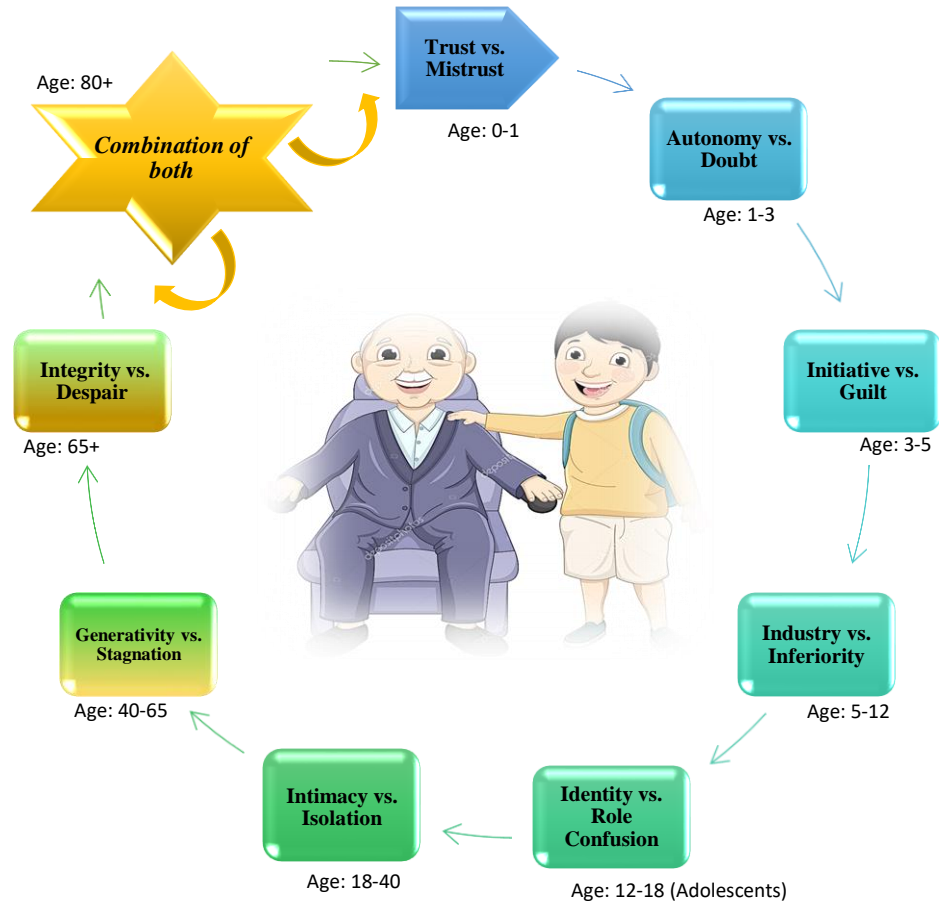 Trust vs.
Mistrust
Age: 0-1
Autonomy vs.
Doubt
Age: 1-3
Initiative vs.
Guilt
Age: 3-5
Industry vs.
Inferiority
Age: 5-12
Identity vs.
Role
Confusion
Age: 12-18 (Adolescents)
Intimacy vs.
Isolation
Age: 18-40
Generativity vs.
Stagnation
Age: 40-65
Integrity vs.
Despair
Age: 65+
Age: 80+
Combination of
both